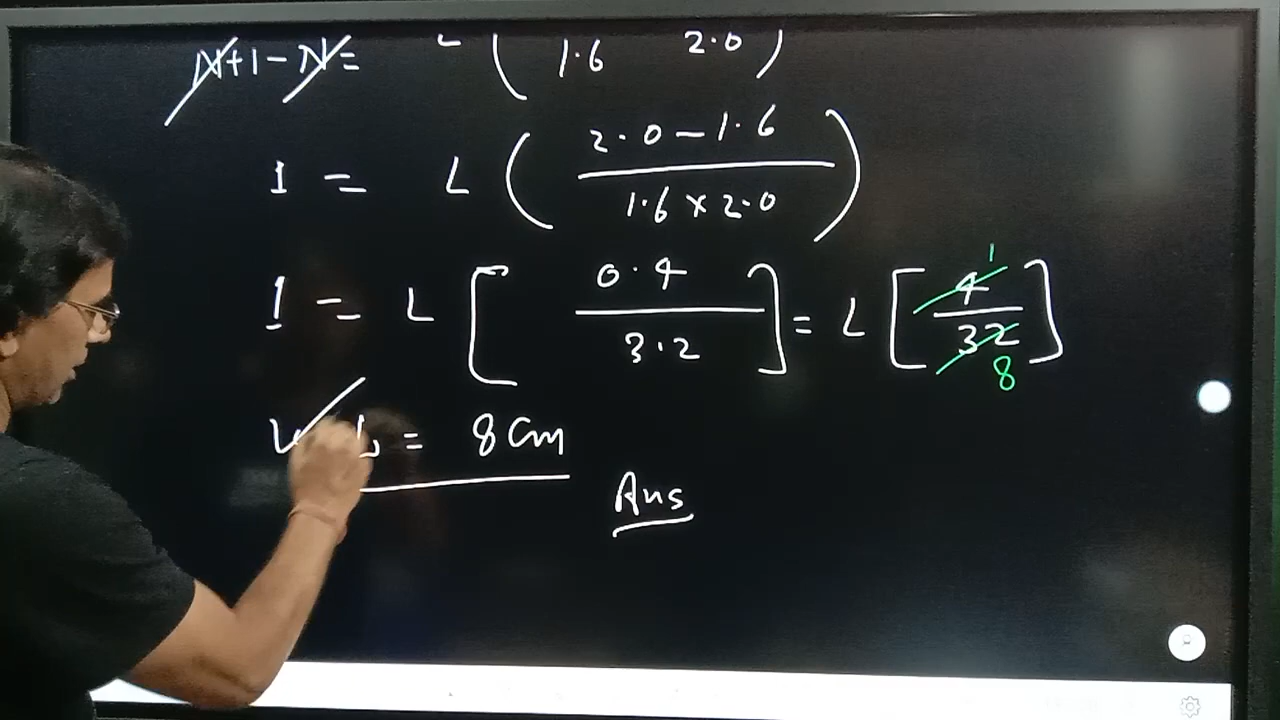 N+1-N = L ( 1.6 2.0 )
1 = L ( 2.0 - 1.6 / 1.6 × 2.0 )
1 = L [ 0.4 / 3.2 ] = L [ 4 / 32 ] 1 8
L = 8 Cm
Ans